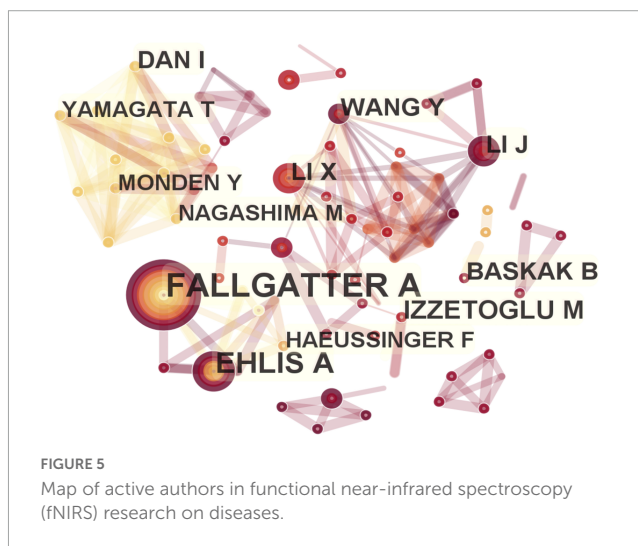 DAN I
YAMAGATA T
WANG Y
LI J
LI X
MONDEN Y
NAGASHIMA M
BASKAK B
FALLGATTER A
IZZETOGLU M
HAEUSSINGER F
EHLIS A
FIGURE 5
Map of active authors in functional near-infrared spectroscopy
(fNIRS) research on diseases.